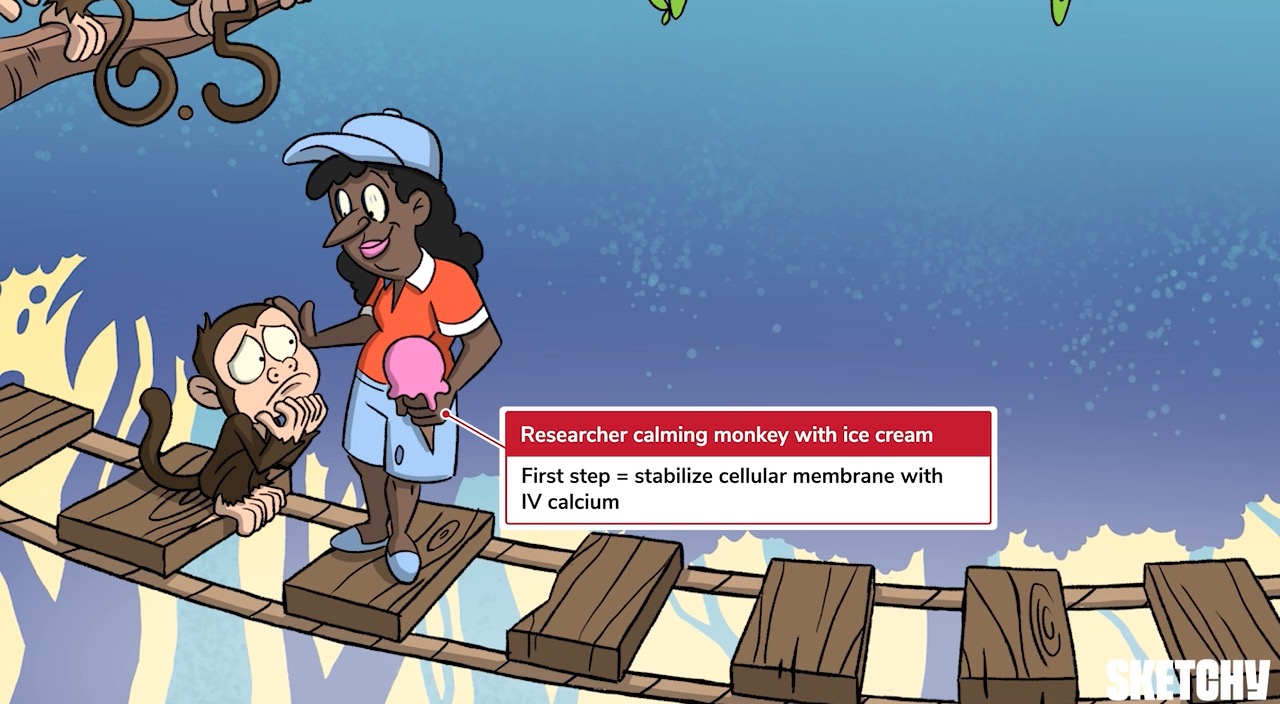 6.5
Researcher calming monkey with ice cream
First step = stabilize cellular membrane with
IV calcium
SKETCHY